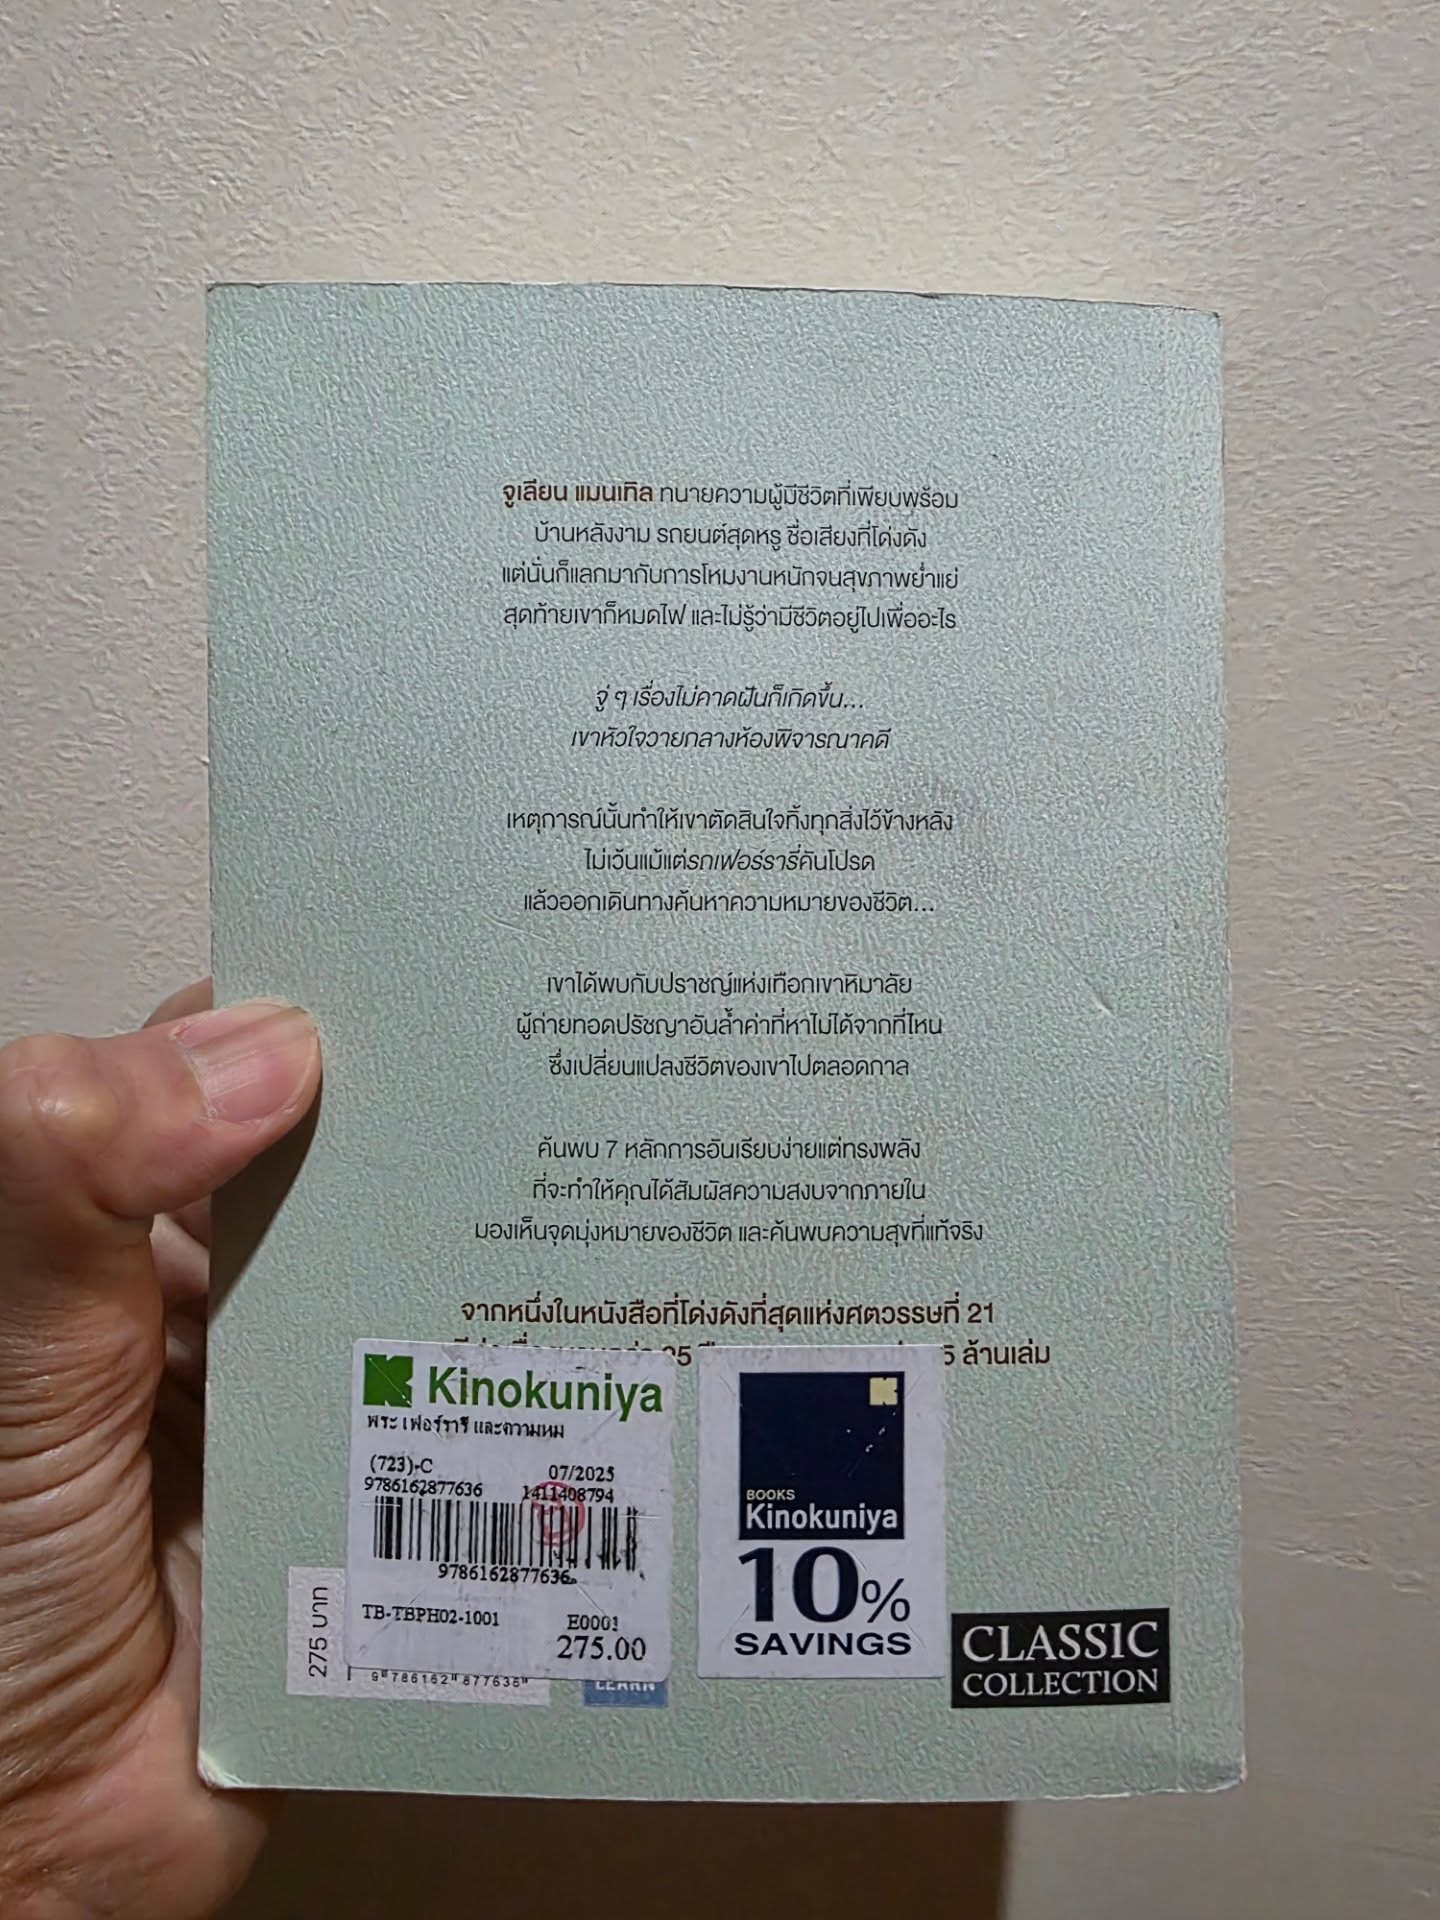 จูเลียน แมนเทิล ทนายความผู้มีชีวิตที่เพียบพร้อม
บ้านหลังงาม รถยนต์สุดหรู ชื่อเสียงที่โด่งดัง
แต่นั่นก็แลกมากับการโหมงานหนักจนสุขภาพย่ำแย่
สุดท้ายเขาก็หมดไฟ และไม่รู้ว่ามีชีวิตอยู่ไปเพื่ออะไร
จู่ ๆ เรื่องไม่คาดฝันก็เกิดขึ้น...
เขาหัวใจวายกลางห้องพิจารณาคดี
เหตุการณ์นั้นทำให้เขาตัดสินใจทิ้งทุกสิ่งไว้ข้างหลัง
ไม่เว้นแม้แต่รถเฟอร์รารี่คันโปรด
แล้วออกเดินทางค้นหาความหมายของชีวิต...
เขาได้พบกับปราชญ์แห่งเทือกเขาหิมาลัย
ผู้ถ่ายทอดปรัชญาอันล้ำค่าที่หาไม่ได้จากที่ไหน
ซึ่งเปลี่ยนแปลงชีวิตของเขาไปตลอดกาล
ค้นพบ 7 หลักการอันเรียบง่ายแต่ทรงพลัง
ที่จะทำให้คุณได้สัมผัสความสงบจากภายใน
มองเห็นจุดมุ่งหมายของชีวิต และค้นพบความสุขที่แท้จริง
จากหนึ่งในหนังสือที่โด่งดังที่สุดแห่งศตวรรษที่ 21
ล้านเล่ม
Kinokuniya
พระ เฟอร์รารี และความหม
(723)-C 07/2025
9786162877636 1411408794
9786162877636
TB-TBPH02-1001 E0001
275.00
BOOKS
Kinokuniya
10%
SAVINGS
275 บาท
9 786162 877636
LEARN
CLASSIC
COLLECTION